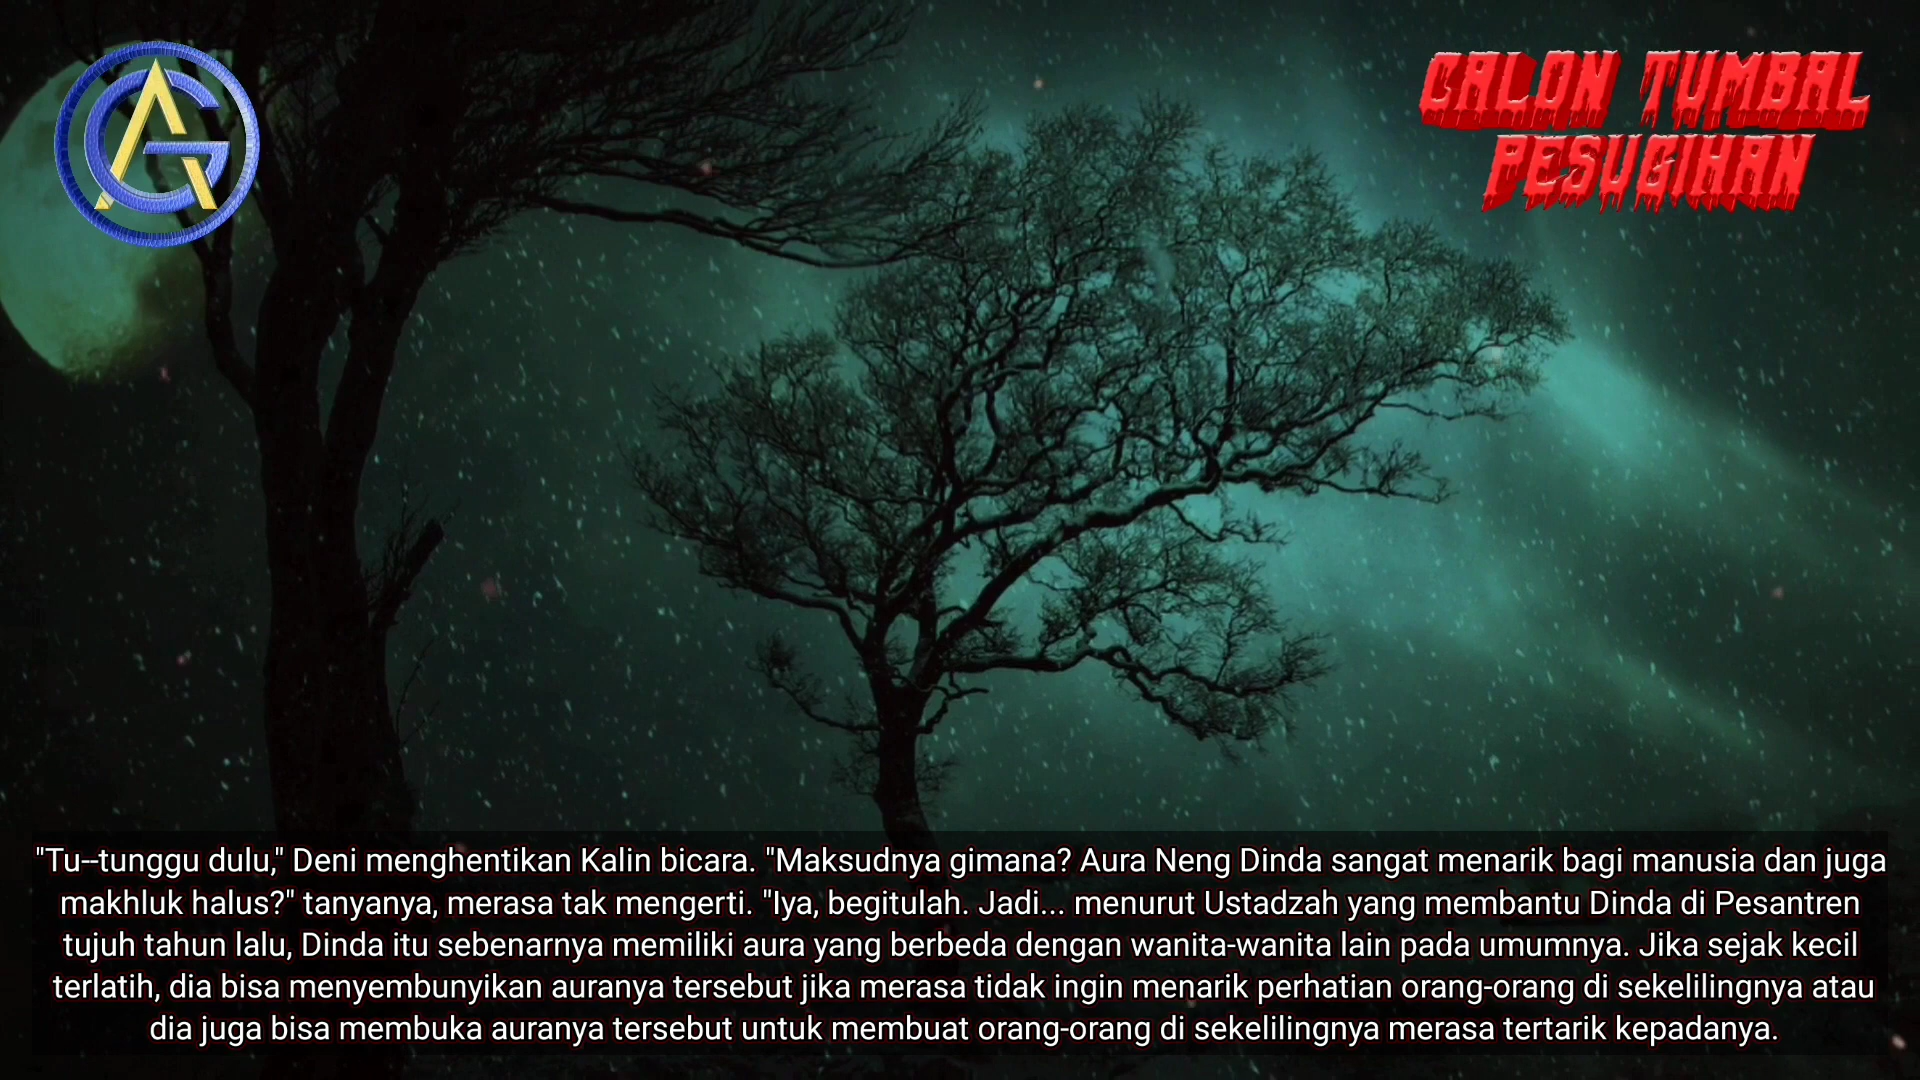 CALON TUMBAL
PESUGIHAN
"Tu--tunggu dulu," Deni menghentikan Kalin bicara. "Maksudnya gimana? Aura Neng Dinda sangat menarik bagi manusia dan juga
makhluk halus?" tanyanya, merasa tak mengerti. "Iya, begitulah. Jadi... menurut Ustadzah yang membantu Dinda di Pesantren
tujuh tahun lalu, Dinda itu sebenarnya memiliki aura yang berbeda dengan wanita-wanita lain pada umumnya. Jika sejak kecil
terlatih, dia bisa menyembunyikan auranya tersebut jika merasa tidak ingin menarik perhatian orang-orang di sekelilingnya atau
dia juga bisa membuka auranya tersebut untuk membuat orang-orang di sekelilingnya merasa tertarik kepadanya.